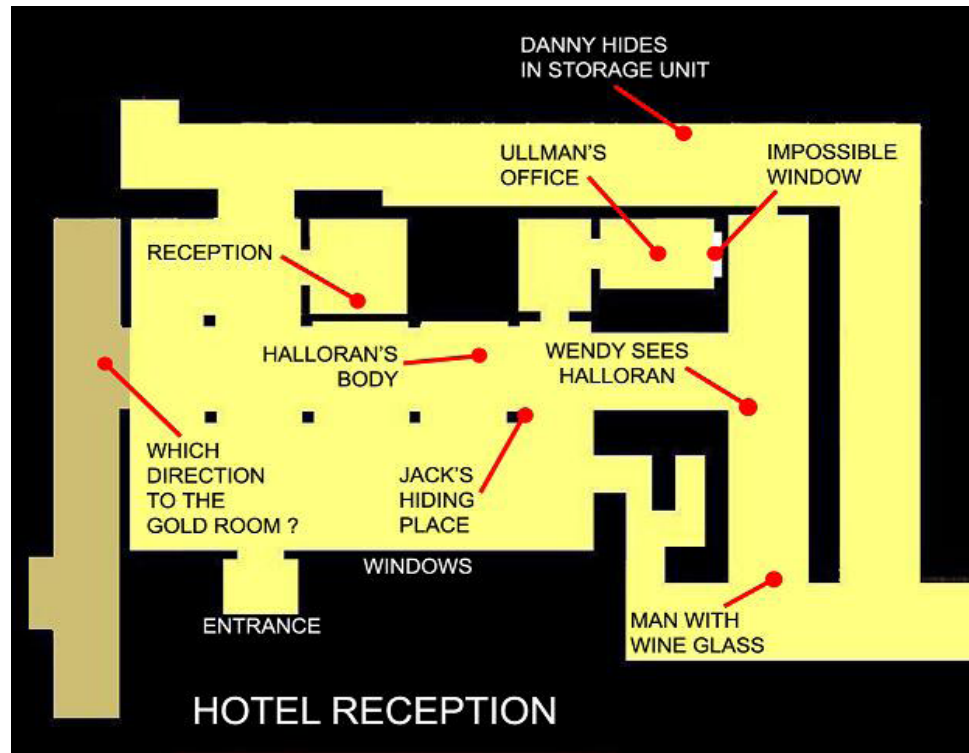 DANNY HIDES
IN STORAGE UNIT
ULLMAN'S
OFFICE
IMPOSSIBLE
WINDOW
RECEPTION
HALLORAN'S
BODY
WENDY SEES
HALLORAN
WHICH
DIRECTION
TO THE
GOLD ROOM ?
JACK'S
HIDING
PLACE
WINDOWS
ENTRANCE
MAN WITH
WINE GLASS
HOTEL RECEPTION